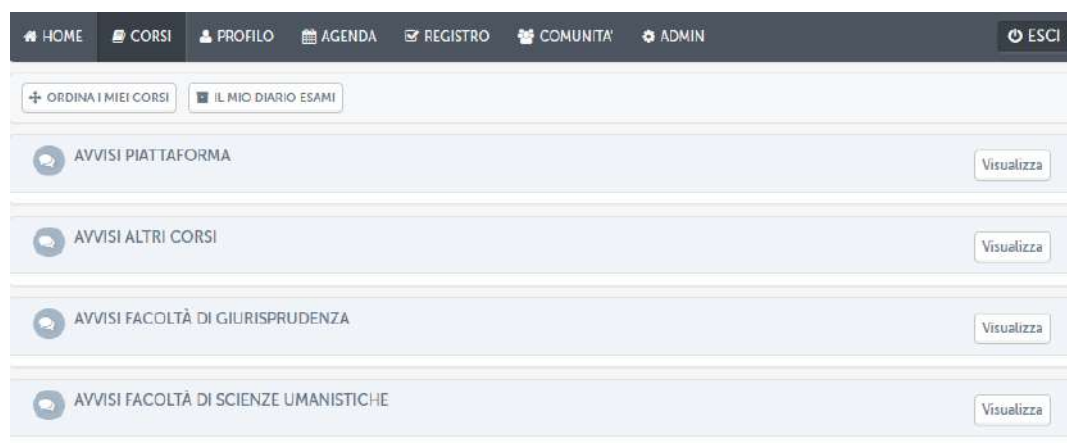 HOME CORSI PROFILO AGENDA REGISTRO COMUNITA' ADMIN ESCI
ORDINA I MIEI CORSI IL MIO DIARIO ESAMI
AVVISI PIATTAFORMA Visualizza
AVVISI ALTRI CORSI Visualizza
AVVISI FACOLTÀ DI GIURISPRUDENZA Visualizza
AVVISI FACOLTÀ DI SCIENZE UMANISTICHE Visualizza